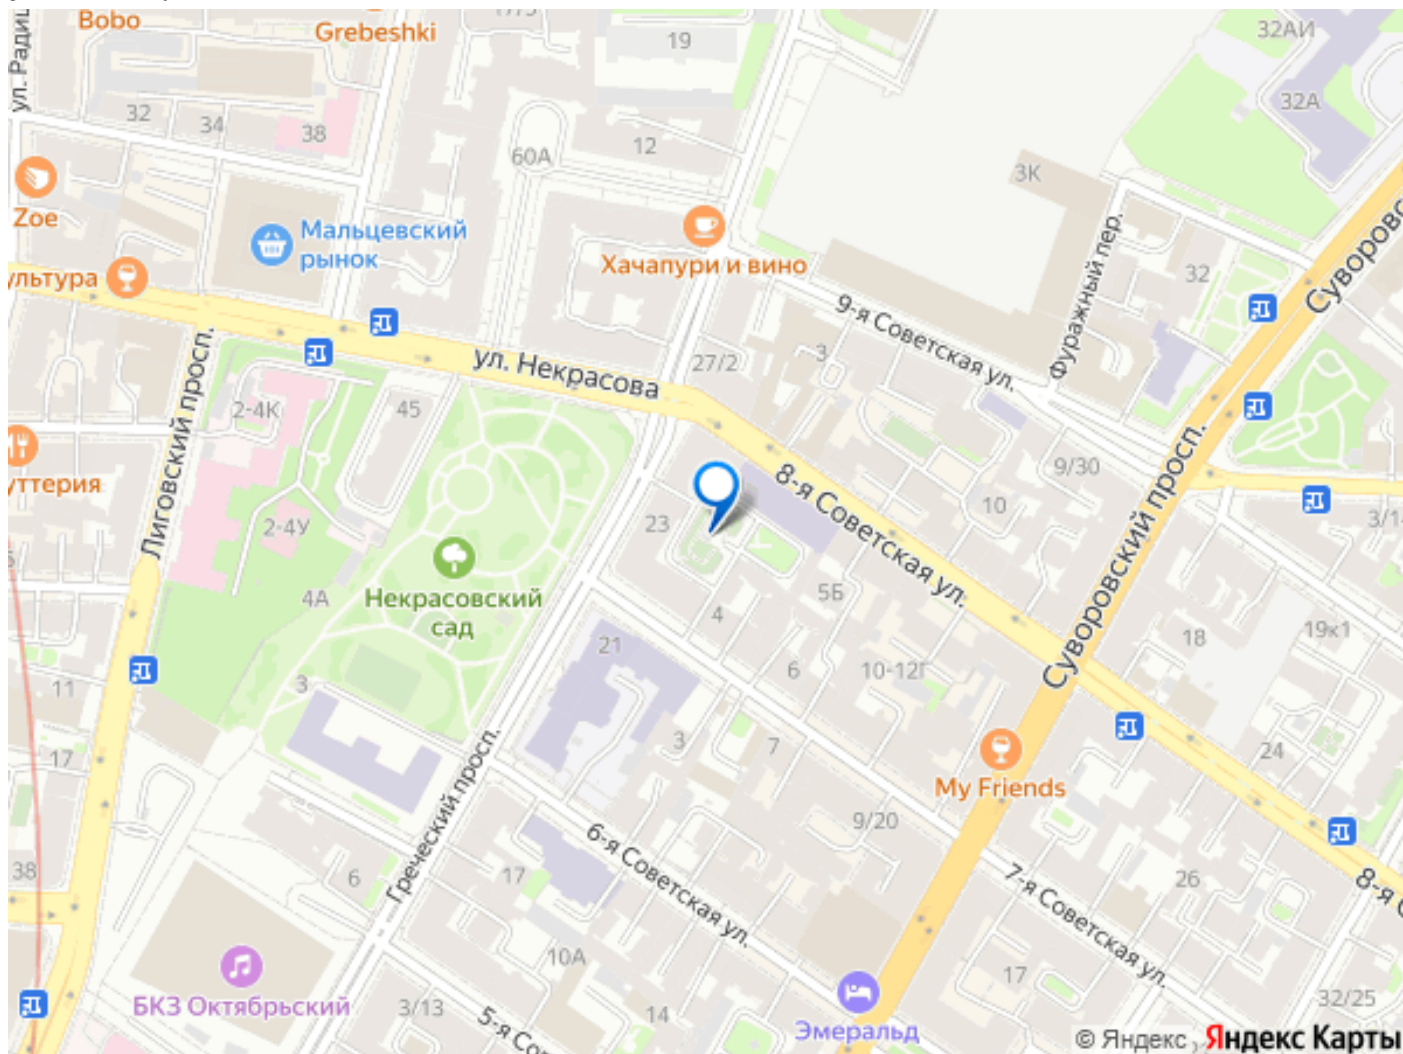 Bobo
Grebeshki
17/5
19
32АИ
32А
ул. Радищ
32
34
38
60А
12
3К
Zoe
Мальцевский
рынок
Хачапури и вино
ультура
9-я Советская ул.
Фуражный пер.
32
Суворовс
ул. Некрасова
27/2
3
2-4К
45
Лиговский просп.
уттерия
2-4У
23
8-я Советская ул.
10
9/30
Суворовский просп.
3/1
4А
Некрасовский
сад
4
5Б
21
6
10-12Г
18
19к1
11
3
17
3
7
My Friends
24
Греческий просп.
9/20
38
6
17
6-я Советская ул.
7-я Советская ул.
26
8-я С
БКЗ Октябрьский
10А
3/13
5-я Со
14
Эмеральд
17
32/25
© Яндекс, Яндекс Карты